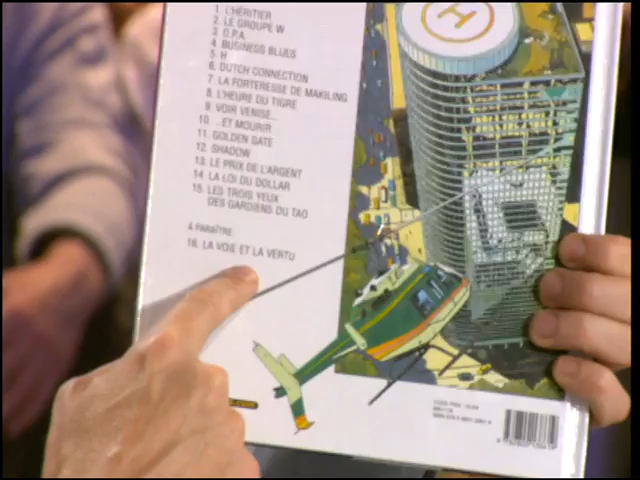 1. L'HÉRITIER
2. LE GROUPE W
3. O.P.A.
4. BUSINESS BLUES
5. H
6. DUTCH CONNECTION
7. LA FORTERESSE DE MAKILING
8. L'HEURE DU TIGRE
9. VOIR VENISE...
10. ...ET MOURIR
11. GOLDEN GATE
12. SHADOW
13. LE PRIX DE L'ARGENT
14. LA LOI DU DOLLAR
15. LES TROIS YEUX
DES GARDIENS DU TAO
À PARAÎTRE
16. LA VOIE ET LA VERTU
H